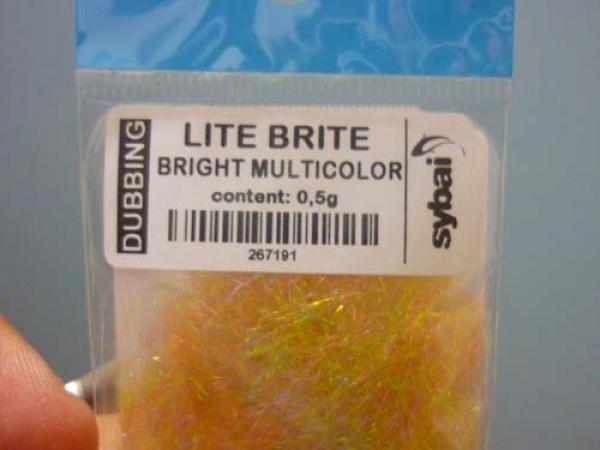 DUBBING
LITE BRITE
BRIGHT MULTICOLOR
content: 0,5g
267191
sybai